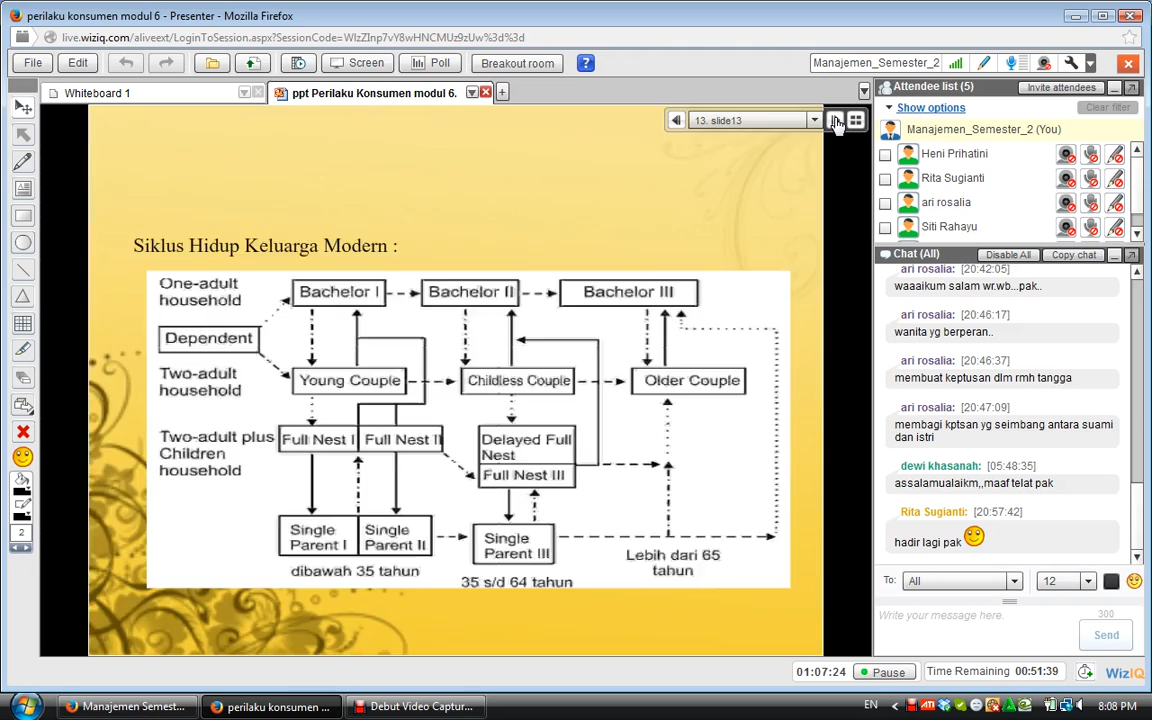 perilaku konsumen modul 6 - Presenter - Mozilla Firefox
live.wiziq.com/aliveext/LoginToSession.aspx?SessionCode=WIzZInp7vY8wHNCMUz9zUw%3d%3d
File
Edit
Screen
Poll
Breakout room
?
Manajemen_Semester_2
Whiteboard 1
ppt Perilaku Konsumen modul 6.
Attendee list (5)
Invite attendees
Show options
Clear filter
13. slide13
Manajemen_Semester_2 (You)
Heni Prihatini
Rita Sugianti
ari rosalia
Siti Rahayu
Siklus Hidup Keluarga Modern :
One-adult
household
Bachelor I
Bachelor II
Bachelor III
Dependent
Two-adult
household
Young Couple
Childless Couple
Older Couple
Two-adult plus
Children
household
Full Nest I
Full Nest II
Delayed Full
Nest
Full Nest III
Single
Parent I
Single
Parent II
Single
Parent III
dibawah 35 tahun
35 s/d 64 tahun
Lebih dari 65
tahun
Chat (All)
Disable All
Copy chat
ari rosalia: [20:42:05]
waaaikum salam wr.wb...pak..
ari rosalia: [20:46:17]
wanita yg berperan..
ari rosalia: [20:46:37]
membuat keptusan dlm rmh tangga
ari rosalia: [20:47:09]
membagi kptsan yg seimbang antara suami
dan istri
dewi khasanah: [05:48:35]
assalamualaikm,,maaf telat pak
Rita Sugianti: [20:57:42]
hadir lagi pak
To:
All
12
Write your message here.
300
Send
2
01:07:24
Pause
Time Remaining 00:51:39
WizIQ
Manajemen Semest...
perilaku konsumen ...
Debut Video Captur...
EN
8:08 PM